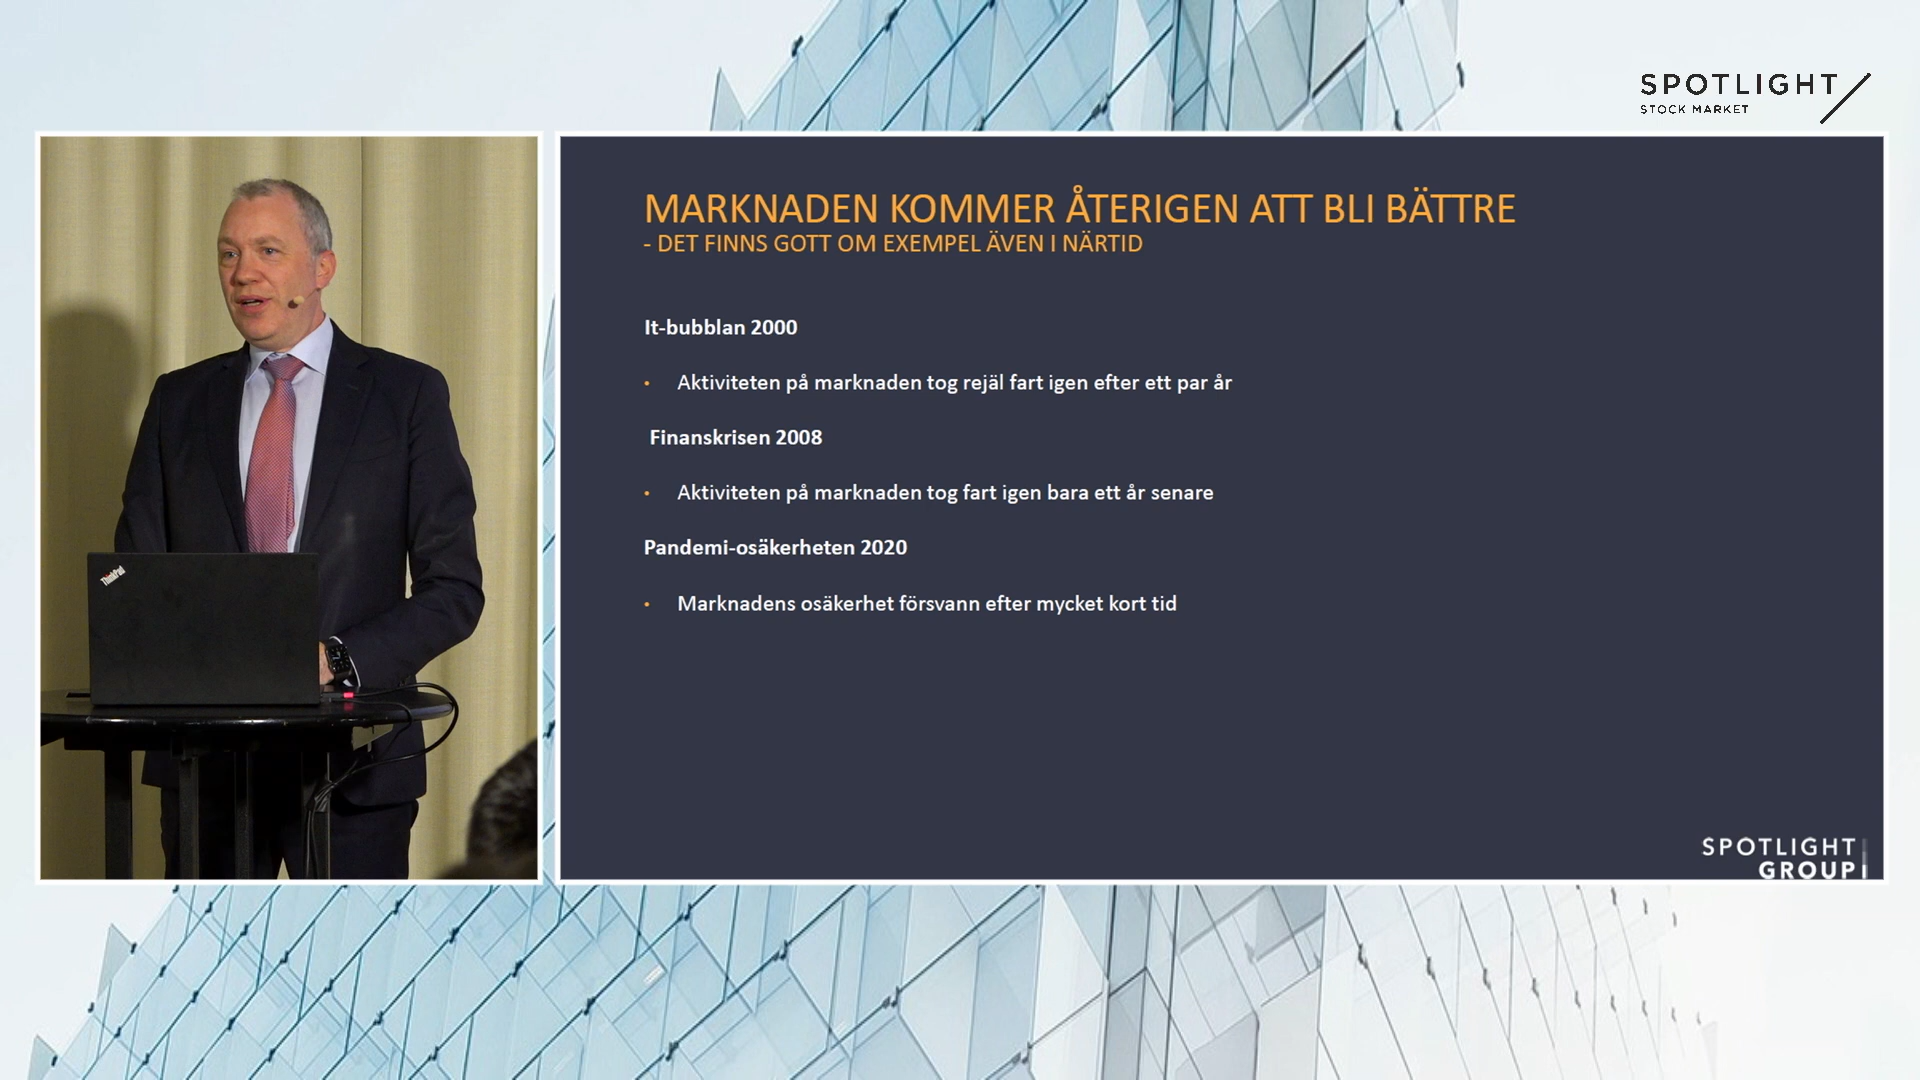 SPOTLIGHT
STOCK MARKET
MARKNADEN KOMMER ÅTERIGEN ATT BLI BÄTTRE
- DET FINNS GOTT OM EXEMPEL ÄVEN I NÄRTID
It-bubblan 2000
• Aktiviteten på marknaden tog rejäl fart igen efter ett par år
Finanskrisen 2008
• Aktiviteten på marknaden tog fart igen bara ett år senare
Pandemi-osäkerheten 2020
• Marknadens osäkerhet försvann efter mycket kort tid
ThinkPad
SPOTLIGHT
GROUP